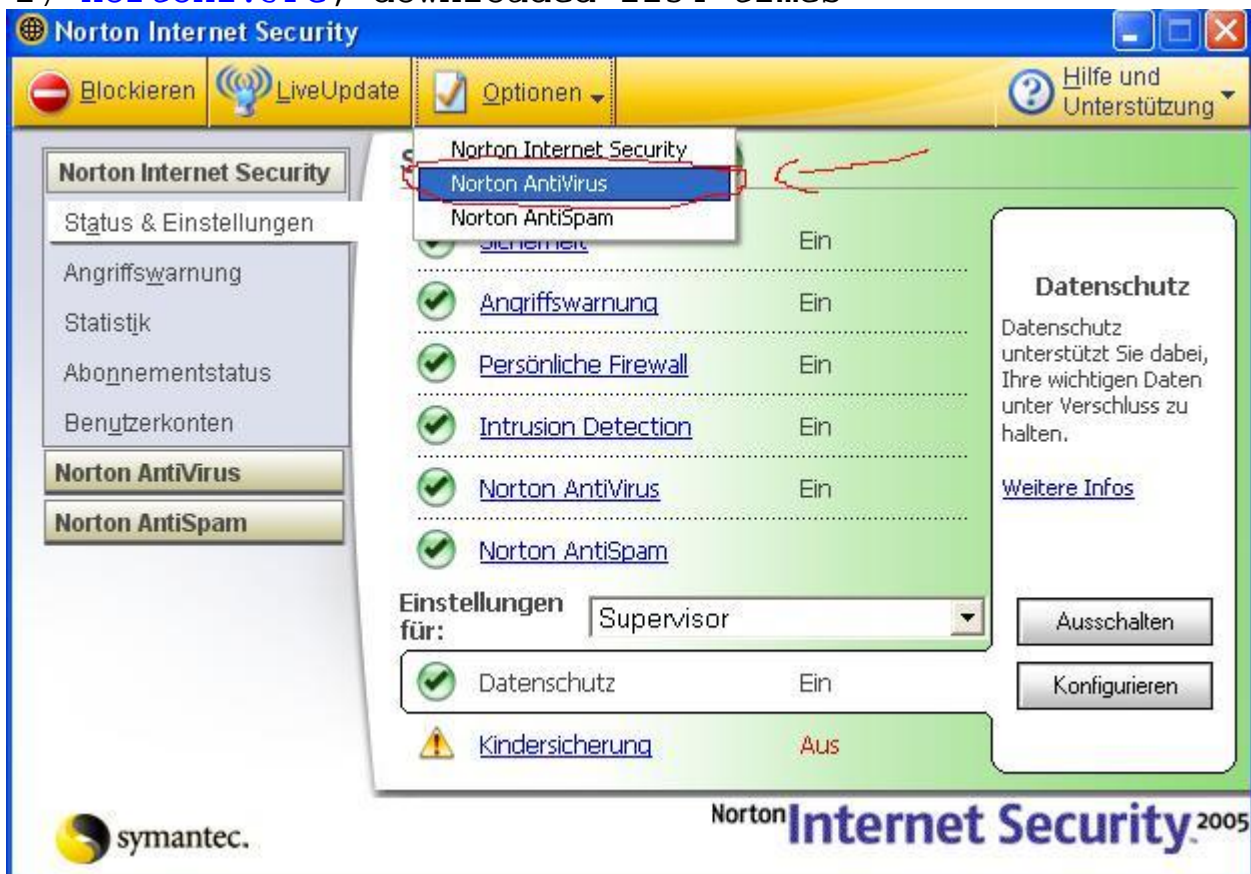 Norton Internet Security
Blockieren LiveUpdate Optionen Hilfe und
Unterstützung
Norton Internet Security
Norton AntiVirus
Norton AntiSpam
Norton Internet Security
Status & Einstellungen
Angriffswarnung
Statistik
Abonnementstatus
Benutzerkonten
Norton AntiVirus
Norton AntiSpam
Sicherheit Ein
Angriffswarnung Ein
Persönliche Firewall Ein
Intrusion Detection Ein
Norton AntiVirus Ein
Norton AntiSpam
Einstellungen
für: Supervisor
Datenschutz Ein
Kindersicherung Aus
Datenschutz
Datenschutz
unterstützt Sie dabei,
Ihre wichtigen Daten
unter Verschluss zu
halten.
Weitere Infos
Ausschalten
Konfigurieren
symantec.
Norton Internet Security 2005